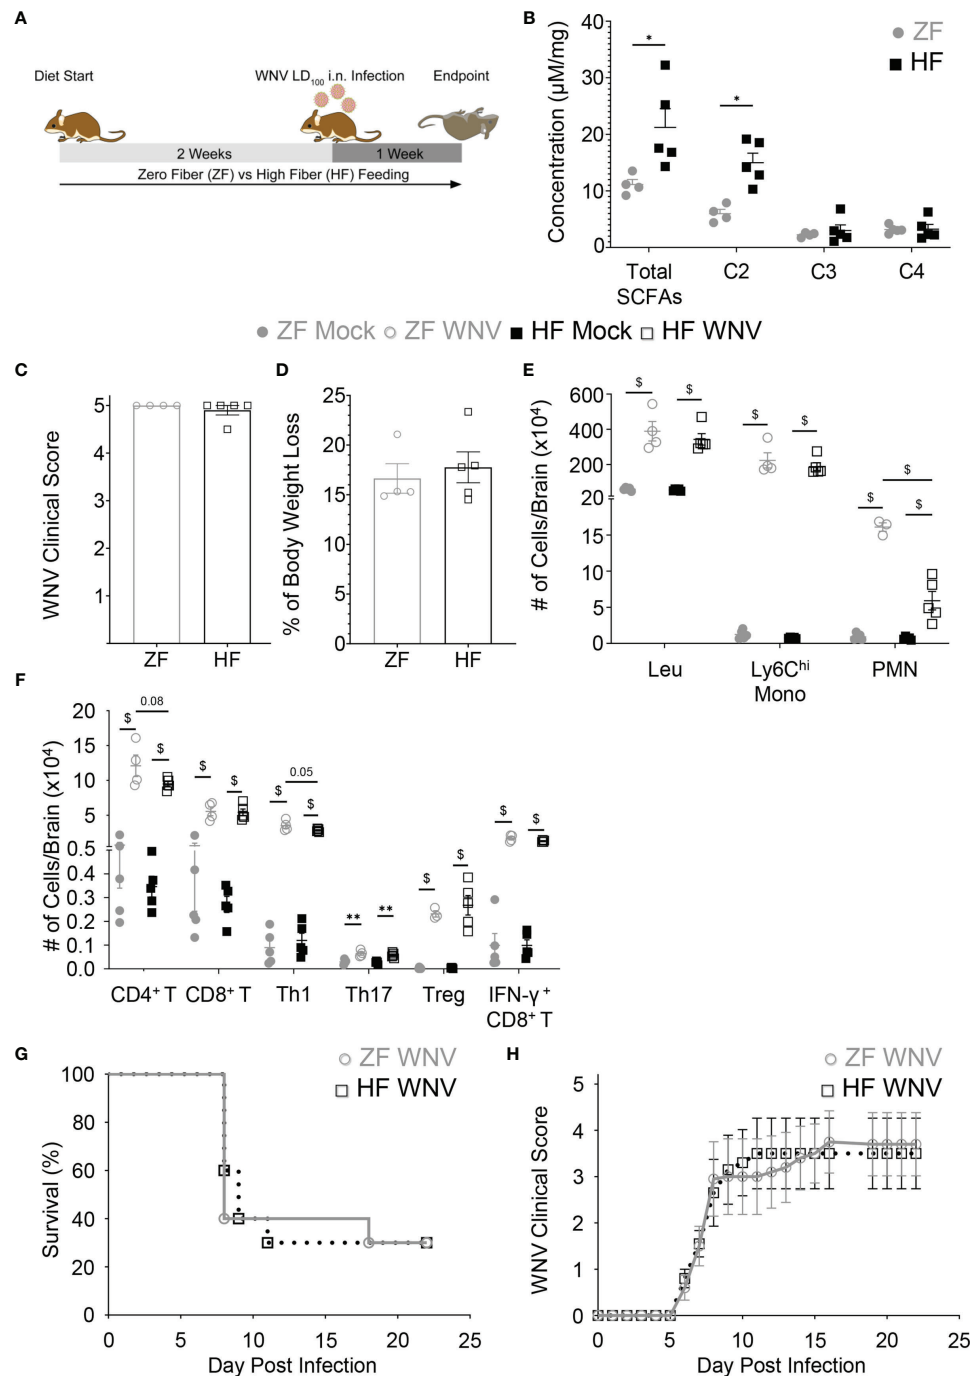 A
Diet Start
WNV LD100 i.n. Infection
Endpoint
2 Weeks
1 Week
Zero Fiber (ZF) vs High Fiber (HF) Feeding
B
ZF
HF
Concentration (µM/mg)
40
30
20
10
0
*
*
Total SCFAs
C2
C3
C4
ZF Mock
ZF WNV
HF Mock
HF WNV
C
WNV Clinical Score
5
4
3
2
1
ZF
HF
D
% of Body Weight Loss
25
20
15
10
5
0
ZF
HF
E
# of Cells/Brain (x10⁴)
600
400
200
20
15
10
5
0
$
$
$
$
$
$
$
Leu
Ly6Chi Mono
PMN
F
# of Cells/Brain (x10⁴)
20
15
10
5
0.5
0.4
0.3
0.2
0.1
0.0
$
0.08
$
$
$
$
0.05
$
**
**
$
$
$
$
CD4⁺ T
CD8⁺ T
Th1
Th17
Treg
IFN-γ⁺
CD8⁺ T
G
ZF WNV
HF WNV
Survival (%)
100
80
60
40
20
0
0
5
10
15
20
25
Day Post Infection
H
ZF WNV
HF WNV
WNV Clinical Score
5
4
3
2
1
0
0
5
10
15
20
25
Day Post Infection